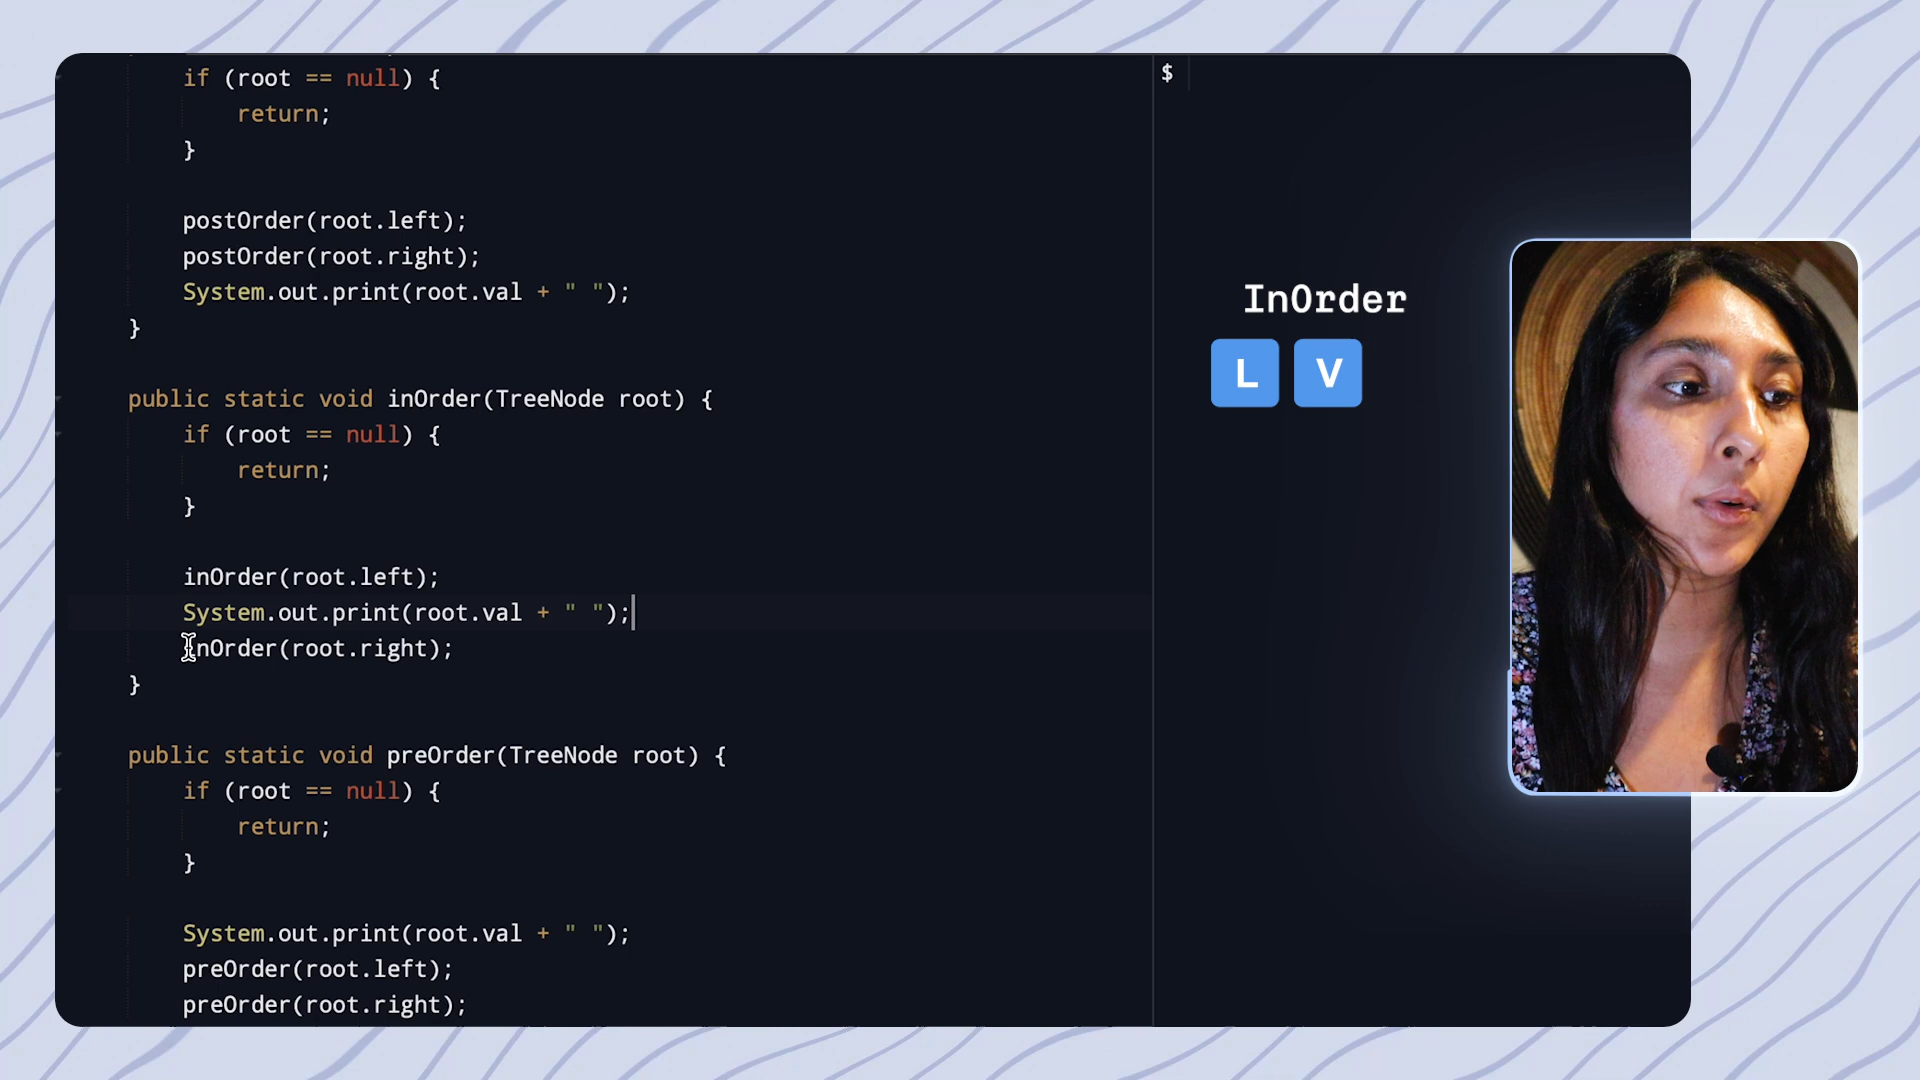 if (root == null) {
return;
}
postOrder(root.left);
postOrder(root.right);
System.out.print(root.val + " ");
}
public static void inOrder(TreeNode root) {
if (root == null) {
return;
}
inOrder(root.left);
System.out.print(root.val + " ");
inOrder(root.right);
}
public static void preOrder(TreeNode root) {
if (root == null) {
return;
}
System.out.print(root.val + " ");
preOrder(root.left);
preOrder(root.right);
$
InOrder
L V